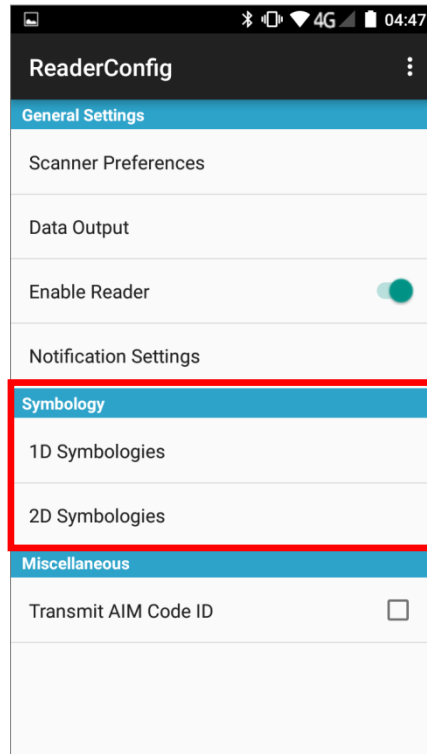 4G 04:47
ReaderConfig
General Settings
Scanner Preferences
Data Output
Enable Reader
Notification Settings
Symbology
1D Symbologies
2D Symbologies
Miscellaneous
Transmit AIM Code ID